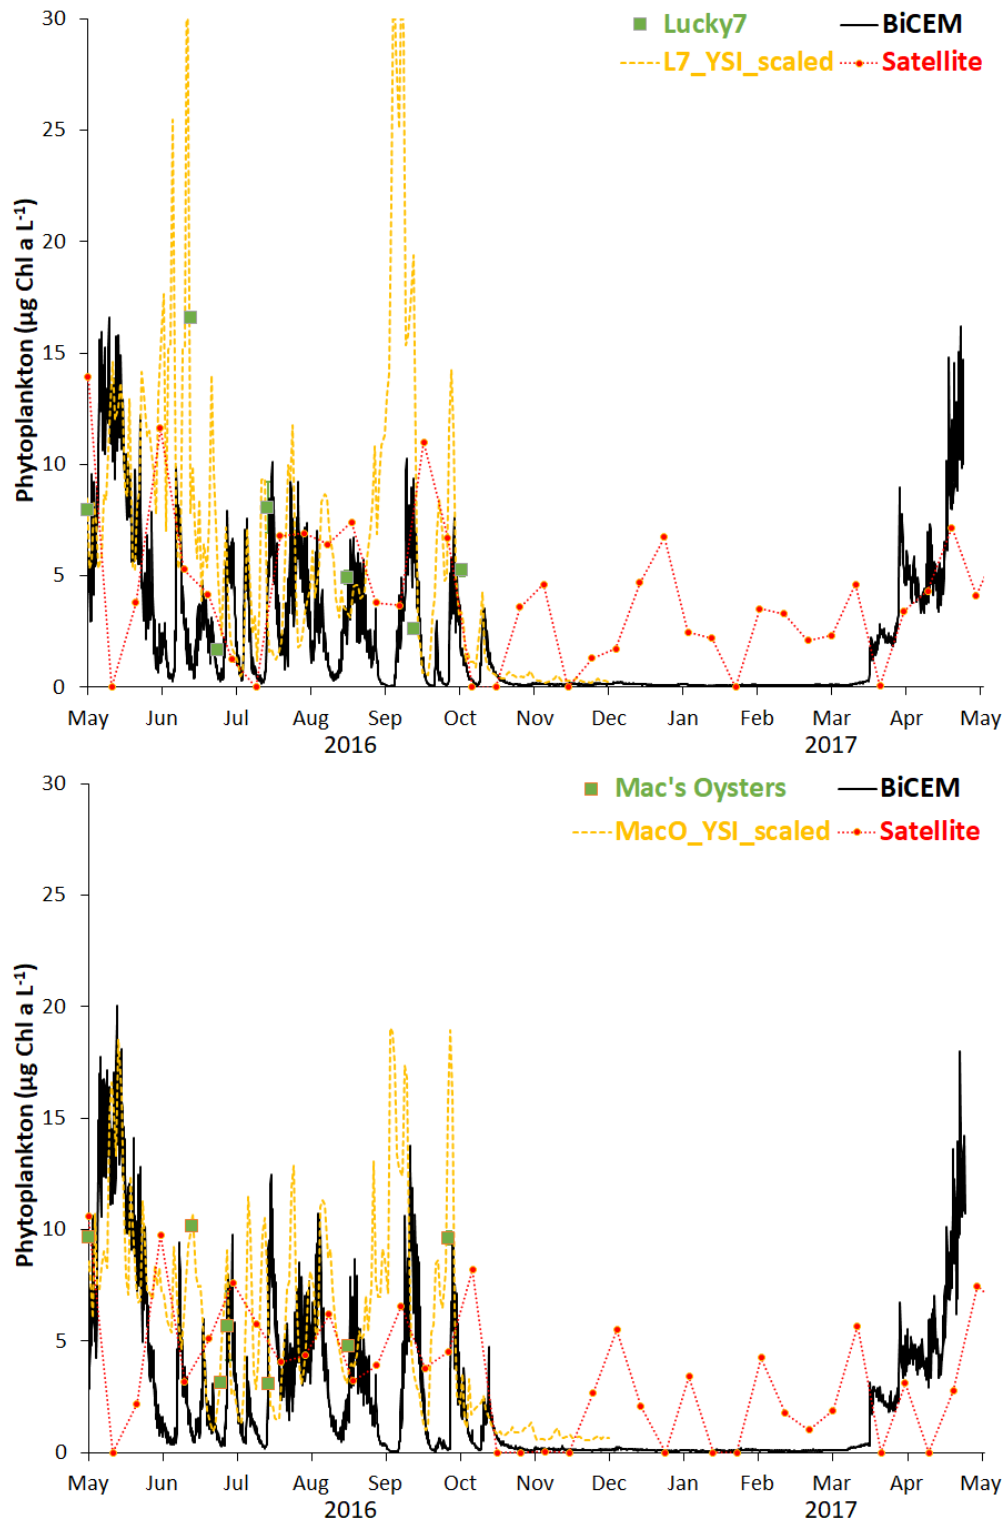 30
Lucky7
BiCEM
L7_YSI_scaled
Satellite
25
20
15
10
5
0
Phytoplankton (µg Chl a L-1)
May Jun Jul Aug Sep Oct Nov Dec Jan Feb Mar Apr May
2016 2017
30
Mac's Oysters
BiCEM
MacO_YSI_scaled
Satellite
25
20
15
10
5
0
Phytoplankton (µg Chl a L-1)
May Jun Jul Aug Sep Oct Nov Dec Jan Feb Mar Apr May
2016 2017